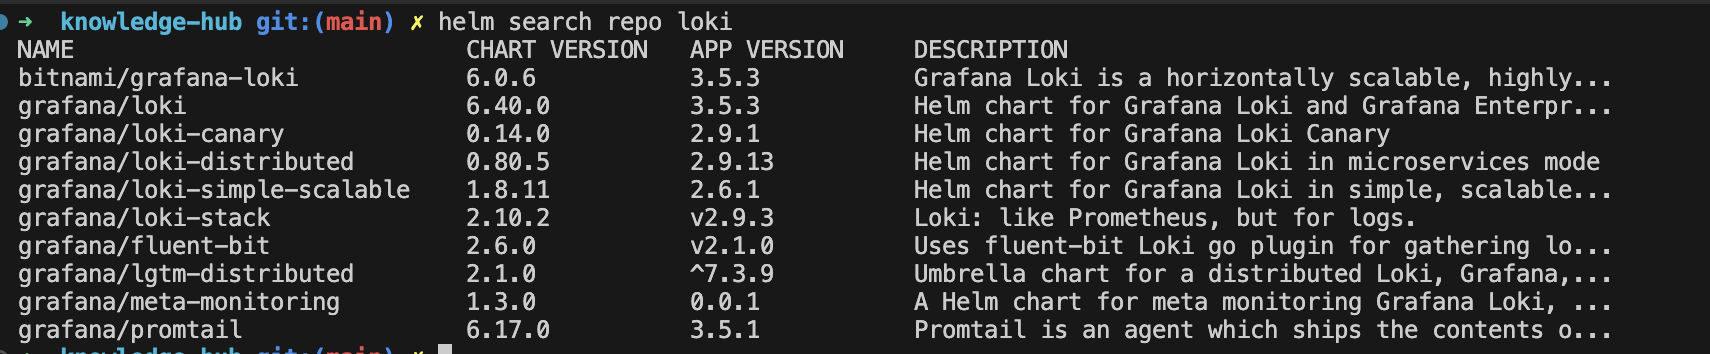 ➜ knowledge-hub git:(main) ✗ helm search repo loki
NAME CHART VERSION APP VERSION DESCRIPTION
bitnami/grafana-loki 6.0.6 3.5.3 Grafana Loki is a horizontally scalable, highly...
grafana/loki 6.40.0 3.5.3 Helm chart for Grafana Loki and Grafana Enterpr...
grafana/loki-canary 0.14.0 2.9.1 Helm chart for Grafana Loki Canary
grafana/loki-distributed 0.80.5 2.9.13 Helm chart for Grafana Loki in microservices mode
grafana/loki-simple-scalable 1.8.11 2.6.1 Helm chart for Grafana Loki in simple, scalable...
grafana/loki-stack 2.10.2 v2.9.3 Loki: like Prometheus, but for logs.
grafana/fluent-bit 2.6.0 v2.1.0 Uses fluent-bit Loki go plugin for gathering lo...
grafana/lgtm-distributed 2.1.0 ^7.3.9 Umbrella chart for a distributed Loki, Grafana,...
grafana/meta-monitoring 1.3.0 0.0.1 A Helm chart for meta monitoring Grafana Loki, ...
grafana/promtail 6.17.0 3.5.1 Promtail is an agent which ships the contents o...
➜ knowledge-hub git:(main) ✗